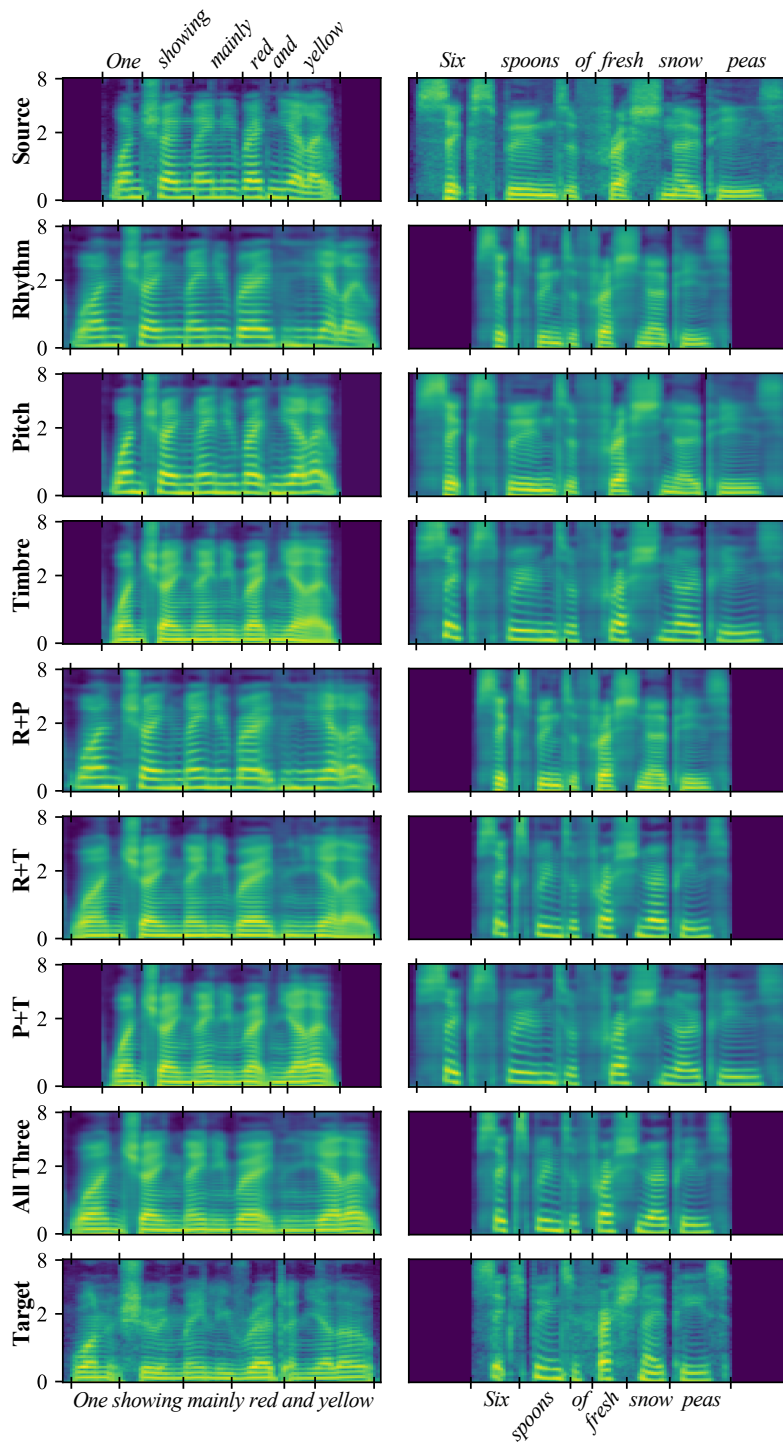 One showing mainly red and yellow
Six spoons of fresh snow peas
Source
8
2
0
Rhythm
8
2
0
Pitch
8
2
0
Timbre
8
2
0
R+P
8
2
0
R+T
8
2
0
P+T
8
2
0
All Three
8
2
0
Target
8
2
0
One showing mainly red and yellow
Six spoons of fresh snow peas